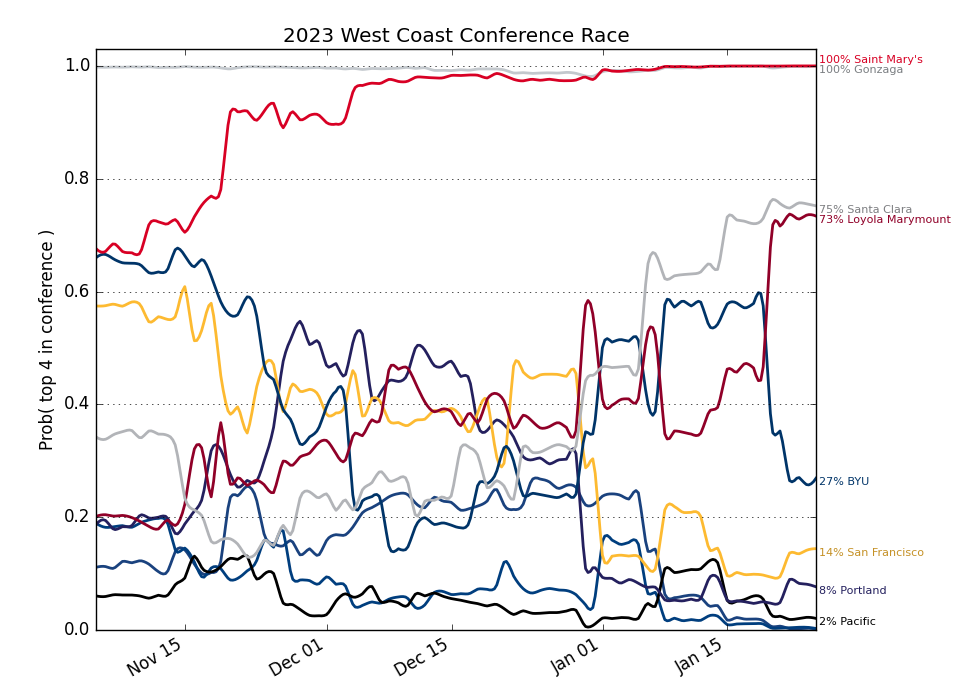 2023 West Coast Conference Race
Prob( top 4 in conference )
1.0
0.8
0.6
0.4
0.2
0.0
Nov 15
Dec 01
Dec 15
Jan 01
Jan 15
100% Saint Mary's
100% Gonzaga
75% Santa Clara
73% Loyola Marymount
27% BYU
14% San Francisco
8% Portland
2% Pacific